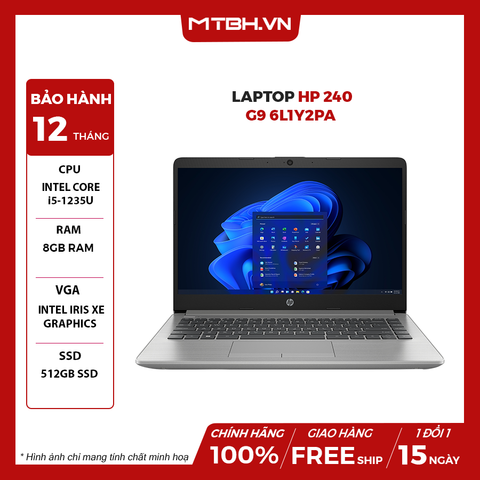 MTBH.VN
BẢO HÀNH
12 THÁNG
LAPTOP HP 240
G9 6L1Y2PA
CPU
INTEL CORE
i5-1235U
RAM
8GB RAM
VGA
INTEL IRIS XE
GRAPHICS
SSD
512GB SSD
hp
* Hình ảnh chỉ mang tính chất minh hoạ
CHÍNH HÃNG
100%
GIAO HÀNG
FREE SHIP
1 ĐỔI 1
15 NGÀY